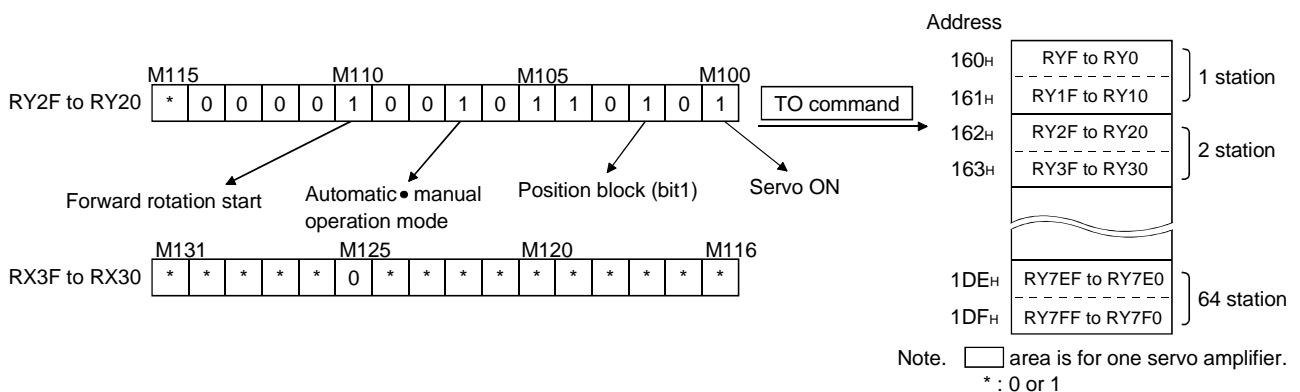 Address
M115 M110 M105 M100
RY2F to RY20 * 0 0 0 0 1 0 0 1 0 1 1 0 1 0 1
TO command
Forward rotation start
Automatic ● manual
operation mode
Position block (bit1)
Servo ON
M131 M125 M120 M116
RX3F to RX30 * * * * * 0 * * * * * * * * * *
160H RYF to RY0
161H RY1F to RY10
1 station
162H RY2F to RY20
163H RY3F to RY30
2 station
1DEH RY7EF to RY7E0
1DFH RY7FF to RY7F0
64 station
Note. area is for one servo amplifier.
* : 0 or 1